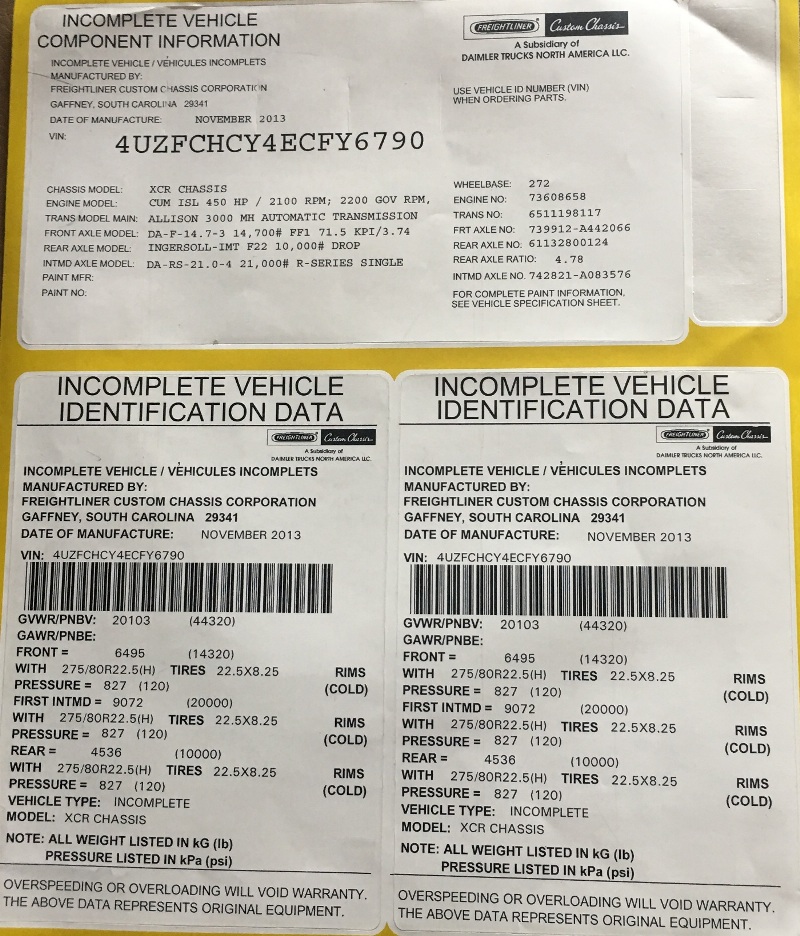 INCOMPLETE VEHICLE
COMPONENT INFORMATION
INCOMPLETE VEHICLE / VÉHICULES INCOMPLETS
MANUFACTURED BY:
FREIGHTLINER CUSTOM CHASSIS CORPORATION
GAFFNEY, SOUTH CAROLINA 29341
DATE OF MANUFACTURE: NOVEMBER 2013
VIN: 4UZFCHCY4ECFY6790
FREIGHTLINER Custom Chassis
A Subsidiary of
DAIMLER TRUCKS NORTH AMERICA LLC.
USE VEHICLE ID NUMBER (VIN)
WHEN ORDERING PARTS.
CHASSIS MODEL: XCR CHASSIS
ENGINE MODEL: CUM ISL 450 HP / 2100 RPM; 2200 GOV RPM,
TRANS MODEL MAIN: ALLISON 3000 MH AUTOMATIC TRANSMISSION
FRONT AXLE MODEL: DA-F-14.7-3 14,700# FF1 71.5 KPI/3.74
REAR AXLE MODEL: INGERSOLL-IMT F22 10,000# DROP
INTMD AXLE MODEL: DA-RS-21.0-4 21,000# R-SERIES SINGLE
PAINT MFR:
PAINT NO:
WHEELBASE: 272
ENGINE NO: 73608658
TRANS NO: 6511198117
FRT AXLE NO: 739912-A442066
REAR AXLE NO: 61132800124
REAR AXLE RATIO: 4.78
INTMD AXLE NO. 742821-A083576
FOR COMPLETE PAINT INFORMATION,
SEE VEHICLE SPECIFICATION SHEET.
INCOMPLETE VEHICLE
IDENTIFICATION DATA
FREIGHTLINER Custom Chassis
A Subsidiary of
DAIMLER TRUCKS NORTH AMERICA LLC.
INCOMPLETE VEHICLE / VÉHICULES INCOMPLETS
MANUFACTURED BY:
FREIGHTLINER CUSTOM CHASSIS CORPORATION
GAFFNEY, SOUTH CAROLINA 29341
DATE OF MANUFACTURE: NOVEMBER 2013
VIN: 4UZFCHCY4ECFY6790
GVWR/PNBV: 20103 (44320)
GAWR/PNBE:
FRONT = 6495 (14320)
WITH 275/80R22.5(H) TIRES 22.5X8.25 RIMS
PRESSURE = 827 (120) (COLD)
FIRST INTMD = 9072 (20000)
WITH 275/80R22.5(H) TIRES 22.5X8.25 RIMS
PRESSURE = 827 (120) (COLD)
REAR = 4536 (10000)
WITH 275/80R22.5(H) TIRES 22.5X8.25 RIMS
PRESSURE = 827 (120) (COLD)
VEHICLE TYPE: INCOMPLETE
MODEL: XCR CHASSIS
NOTE: ALL WEIGHT LISTED IN kG (lb)
PRESSURE LISTED IN kPa (psi)
OVERSPEEDING OR OVERLOADING WILL VOID WARRANTY.
THE ABOVE DATA REPRESENTS ORIGINAL EQUIPMENT.
INCOMPLETE VEHICLE
IDENTIFICATION DATA
FREIGHTLINER Custom Chassis
A Subsidiary of
DAIMLER TRUCKS NORTH AMERICA LLC.
INCOMPLETE VEHICLE / VÉHICULES INCOMPLETS
MANUFACTURED BY:
FREIGHTLINER CUSTOM CHASSIS CORPORATION
GAFFNEY, SOUTH CAROLINA 29341
DATE OF MANUFACTURE: NOVEMBER 2013
VIN: 4UZFCHCY4ECFY6790
GVWR/PNBV: 20103 (44320)
GAWR/PNBE:
FRONT = 6495 (14320)
WITH 275/80R22.5(H) TIRES 22.5X8.25 RIMS
PRESSURE = 827 (120) (COLD)
FIRST INTMD = 9072 (20000)
WITH 275/80R22.5(H) TIRES 22.5X8.25 RIMS
PRESSURE = 827 (120) (COLD)
REAR = 4536 (10000)
WITH 275/80R22.5(H) TIRES 22.5X8.25 RIMS
PRESSURE = 827 (120) (COLD)
VEHICLE TYPE: INCOMPLETE
MODEL: XCR CHASSIS
NOTE: ALL WEIGHT LISTED IN kG (lb)
PRESSURE LISTED IN kPa (psi)
OVERSPEEDING OR OVERLOADING WILL VOID WARRANTY.
THE ABOVE DATA REPRESENTS ORIGINAL EQUIPMENT.